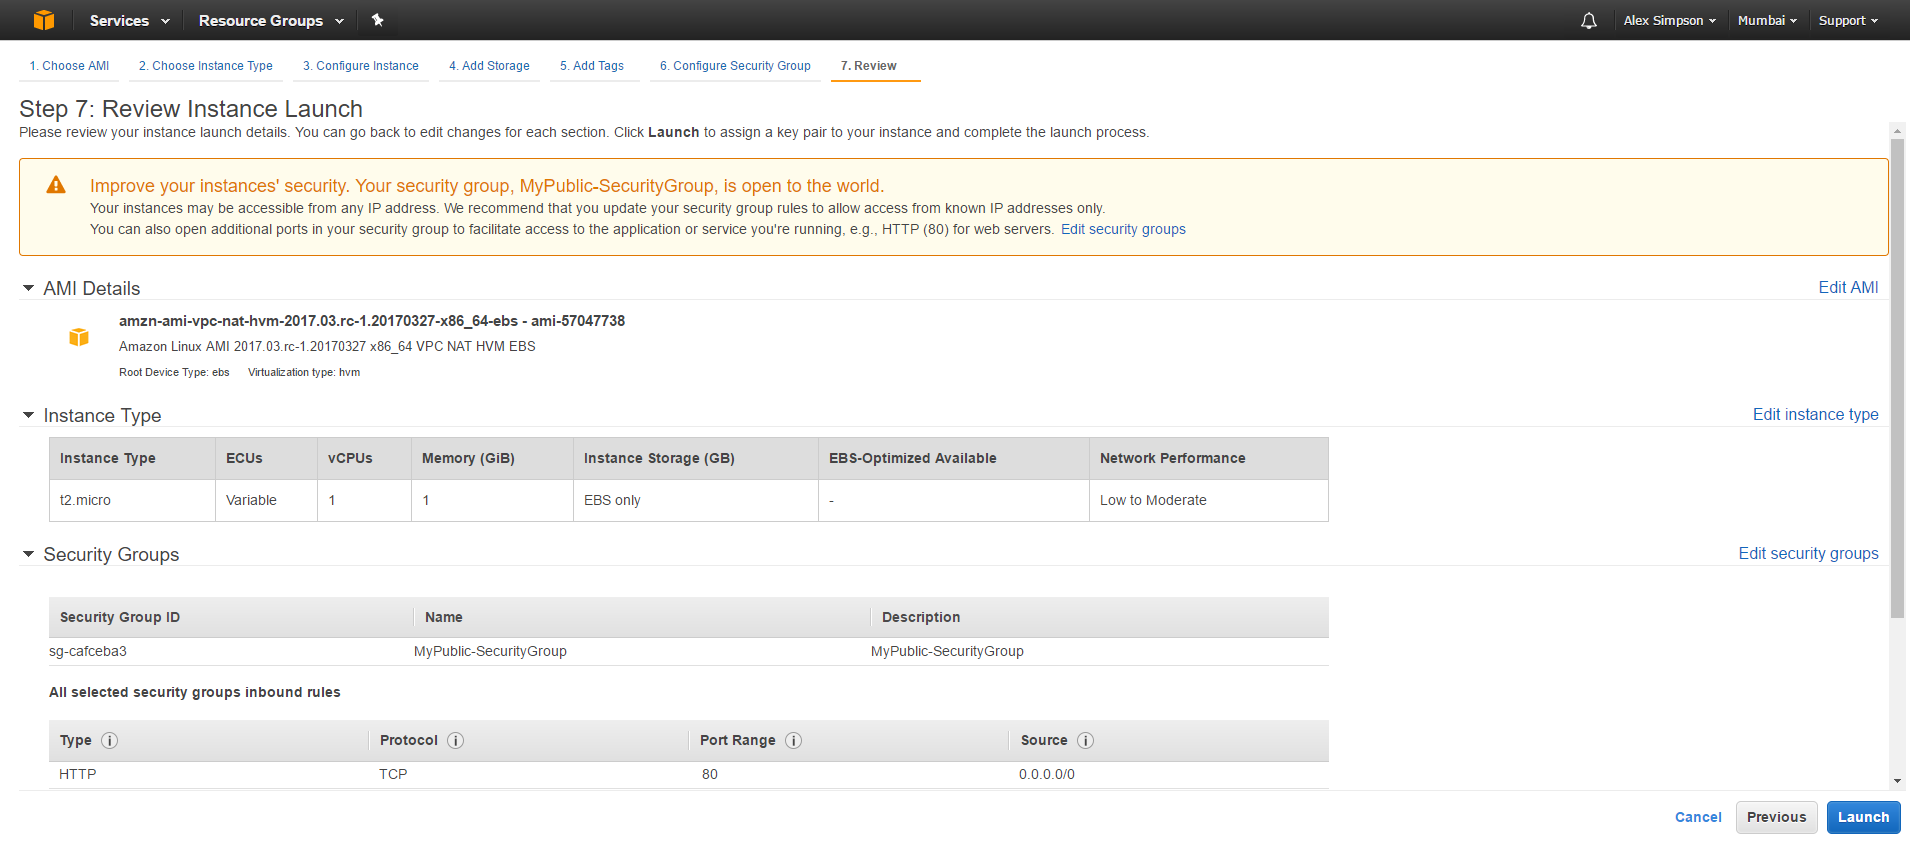 Services Resource Groups Alex Simpson Mumbai Support
1. Choose AMI 2. Choose Instance Type 3. Configure Instance 4. Add Storage 5. Add Tags 6. Configure Security Group 7. Review
Step 7: Review Instance Launch
Please review your instance launch details. You can go back to edit changes for each section. Click Launch to assign a key pair to your instance and complete the launch process.
Improve your instances' security. Your security group, MyPublic-SecurityGroup, is open to the world.
Your instances may be accessible from any IP address. We recommend that you update your security group rules to allow access from known IP addresses only.
You can also open additional ports in your security group to facilitate access to the application or service you're running, e.g., HTTP (80) for web servers. Edit security groups
AMI Details Edit AMI
amzn-ami-vpc-nat-hvm-2017.03.rc-1.20170327-x86_64-ebs - ami-57047738
Amazon Linux AMI 2017.03.rc-1.20170327 x86_64 VPC NAT HVM EBS
Root Device Type: ebs Virtualization type: hvm
Instance Type Edit instance type
Instance Type ECUs vCPUs Memory (GiB) Instance Storage (GB) EBS-Optimized Available Network Performance
t2.micro Variable 1 1 EBS only - Low to Moderate
Security Groups Edit security groups
Security Group ID Name Description
sg-cafceba3 MyPublic-SecurityGroup MyPublic-SecurityGroup
All selected security groups inbound rules
Type i Protocol i Port Range i Source i
HTTP TCP 80 0.0.0.0/0
Cancel Previous Launch